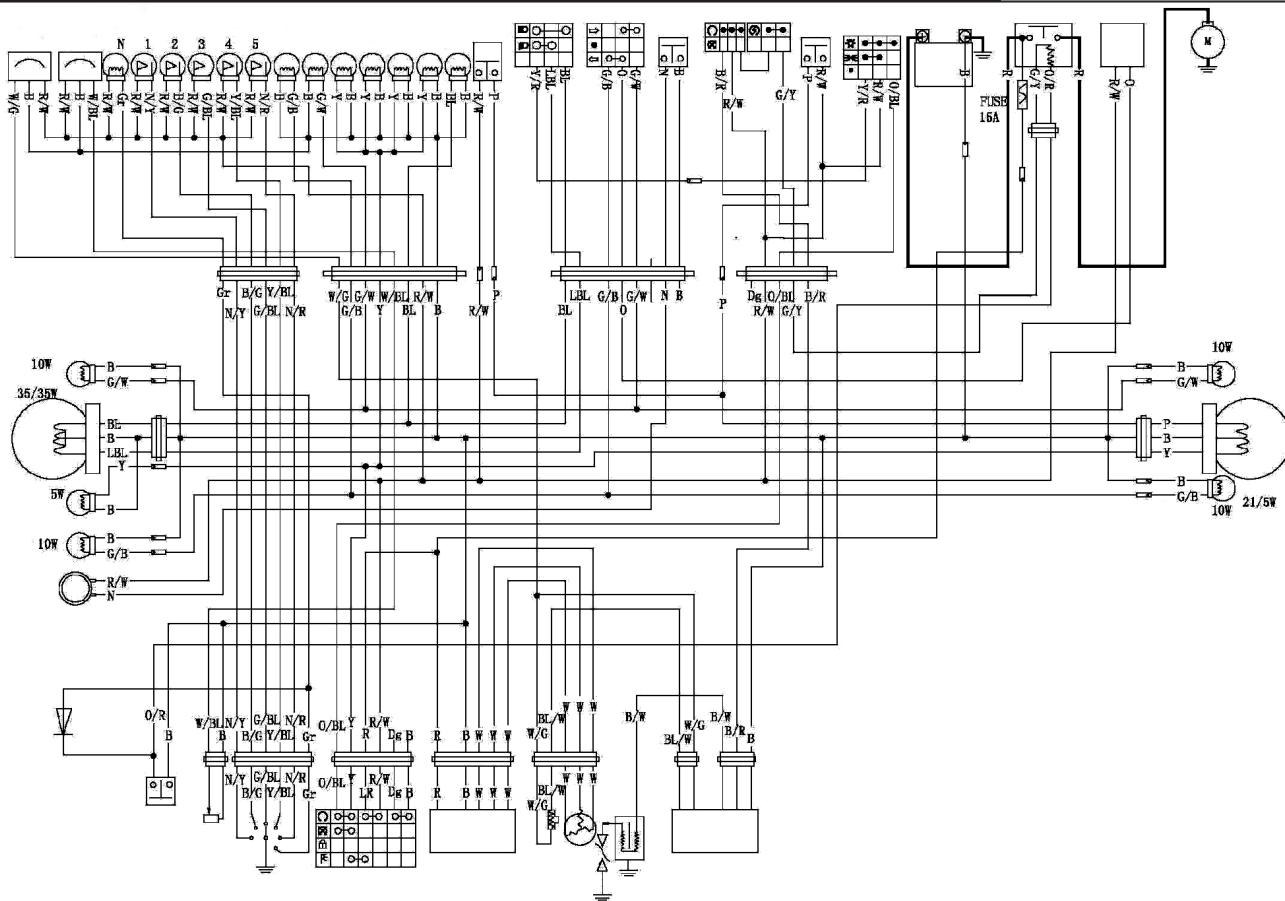 N 1 2 3 4 5
M
W/G B R/W B W/BL R/W Gr N/Y R/W B/G R/W G/BL R/W Y/BL N/R R/W B G/B B G/W Y B Y B Y B BL B R/W P
Y/R LBL BL
G/B O G/W
N B
B/R R/W G/Y
P R/W
Y/R R/W O/BL
B
R
FUSE
15A
G/Y O/R
R
R/W O
Gr B/G Y/BL
N/Y G/BL N/R
W/G G/W W/BL R/W
G/B Y BL B
R/W
P
LBL G/B G/W N B
BL O
P
Dg O/BL B/R
R/W G/Y
10W
B
G/W
35/35W
BL
B
LBL
Y
5W
B
10W
B
G/B
R/W
N
10W
B
G/W
P
B
Y
B
G/B
10W
21/5W
O/R
B
W/BL
B
N/Y G/BL N/R
B/G Y/BL Gr
O/BL Y R/W Dg B
R
R B W W W
W/G BL/W W W W
B/W
BL/W W/G
B/W B/R B
N/Y G/BL N/R
B/G Y/BL Gr
O/BL Y R/W
LR Dg B
R B W W W
W/G BL/W W W W